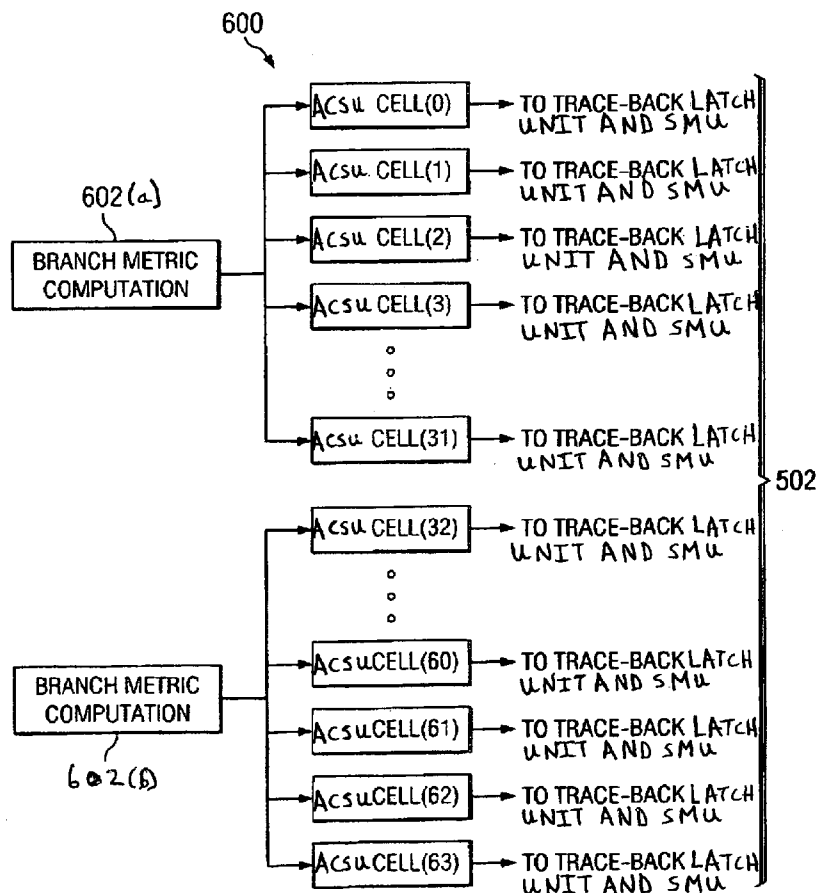 600
ACSU CELL(0) TO TRACE-BACK LATCH
UNIT AND SMU
ACSU CELL(1) TO TRACE-BACK LATCH
UNIT AND SMU
602(a)
ACSU CELL(2) TO TRACE-BACK LATCH
UNIT AND SMU
BRANCH METRIC
COMPUTATION
ACSU CELL(3) TO TRACE-BACK LATCH
UNIT AND SMU
ACSU CELL(31) TO TRACE-BACK LATCH
UNIT AND SMU
502
ACSU CELL(32) TO TRACE-BACK LATCH
UNIT AND SMU
ACSU CELL(60) TO TRACE-BACK LATCH
UNIT AND SMU
BRANCH METRIC
COMPUTATION
ACSU CELL(61) TO TRACE-BACK LATCH
UNIT AND SMU
602(b)
ACSU CELL(62) TO TRACE-BACK LATCH
UNIT AND SMU
ACSU CELL(63) TO TRACE-BACK LATCH
UNIT AND SMU